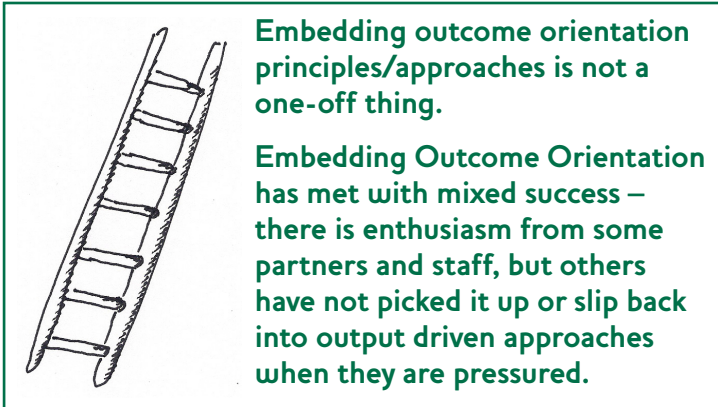 Embedding outcome orientation
principles/approaches is not a
one-off thing.
Embedding Outcome Orientation
has met with mixed success –
there is enthusiasm from some
partners and staff, but others
have not picked it up or slip back
into output driven approaches
when they are pressured.